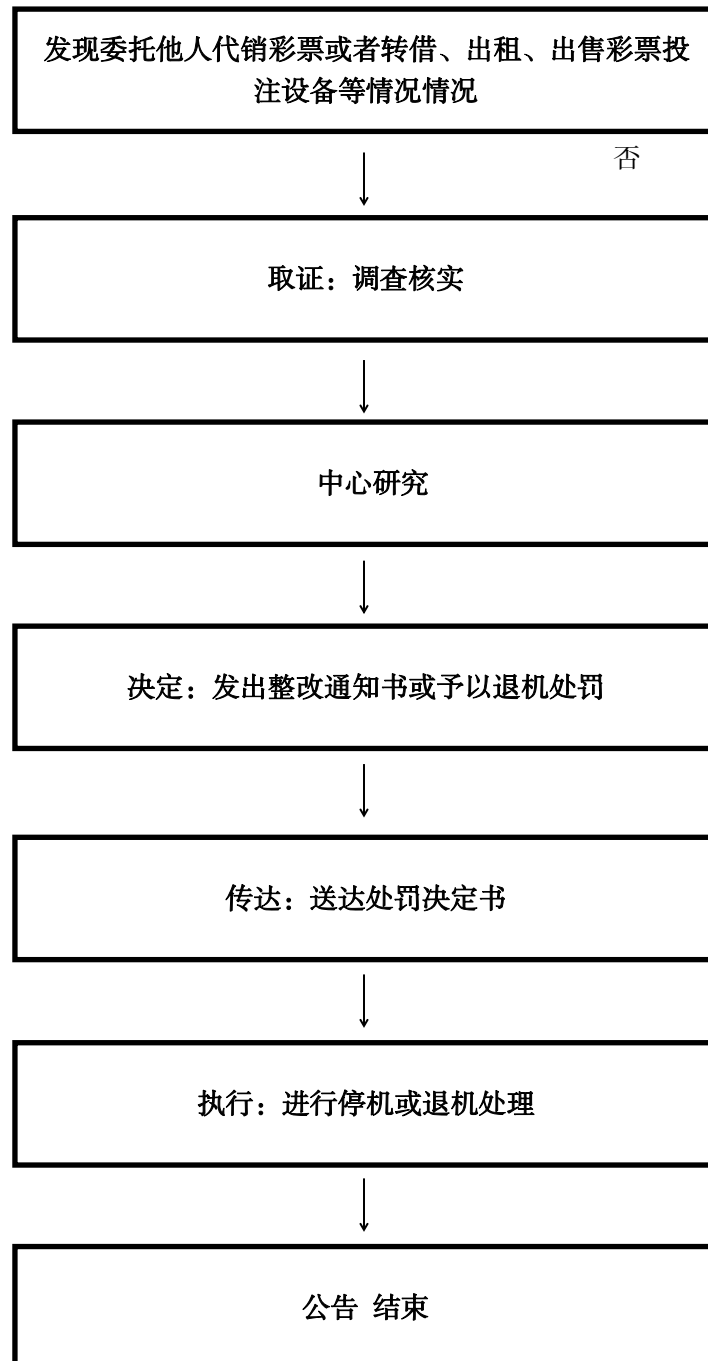 发现委托他人代销彩票或者转借、出租、出售彩票投
注设备等情况情况
否
取证：调查核实
中心研究
决定：发出整改通知书或予以退机处罚
传达：送达处罚决定书
执行：进行停机或退机处理
公告 结束